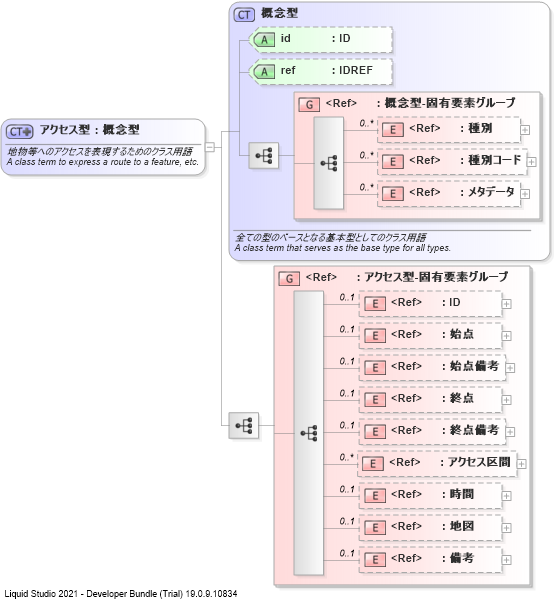 CT 概念型
A id : ID
A ref : IDREF
G <Ref> : 概念型-固有要素グループ
0..* E <Ref> : 種別
0..* E <Ref> : 種別コード
0..* E <Ref> : メタデータ
全ての型のベースとなる基本型としてのクラス用語
A class term that serves as the base type for all types.
CT アクセス型 : 概念型
地物等へのアクセスを表現するためのクラス用語
A class term to express a route to a feature, etc.
G <Ref> : アクセス型-固有要素グループ
0..1 E <Ref> : ID
0..1 E <Ref> : 始点
0..1 E <Ref> : 始点備考
0..1 E <Ref> : 終点
0..1 E <Ref> : 終点備考
0..* E <Ref> : アクセス区間
0..1 E <Ref> : 時間
0..1 E <Ref> : 地図
0..1 E <Ref> : 備考
Liquid Studio 2021 - Developer Bundle (Trial) 19.0.9.10834